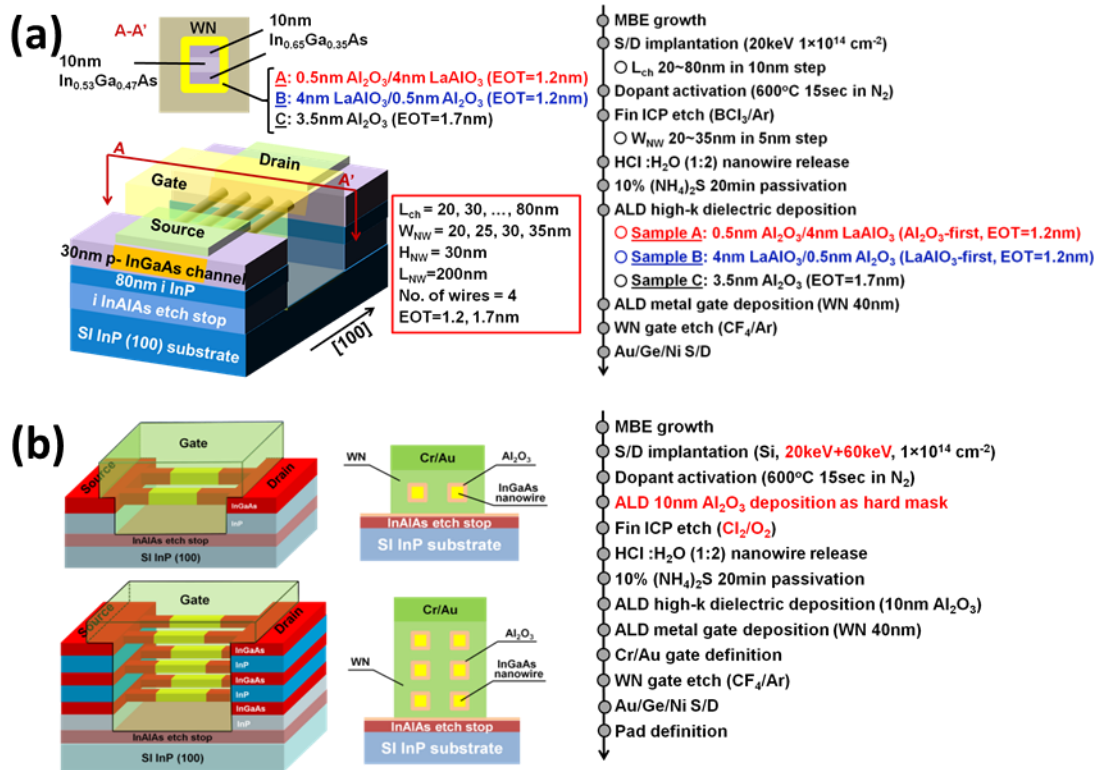 (a)
A-A'
WN
10nm
In0.65Ga0.35As
10nm
In0.53Ga0.47As
A: 0.5nm Al2O3/4nm LaAlO3 (EOT=1.2nm)
B: 4nm LaAlO3/0.5nm Al2O3 (EOT=1.2nm)
C: 3.5nm Al2O3 (EOT=1.7nm)
A
Drain
Gate
A'
Source
30nm p- InGaAs channel
80nm i InP
i InAlAs etch stop
SI InP (100) substrate
[100]
Lch = 20, 30, ..., 80nm
WNW = 20, 25, 30, 35nm
HNW = 30nm
LNW=200nm
No. of wires = 4
EOT=1.2, 1.7nm
MBE growth
S/D implantation (20keV 1×10¹⁴ cm⁻²)
Lch 20~80nm in 10nm step
Dopant activation (600°C 15sec in N2)
Fin ICP etch (BCl3/Ar)
WNW 20~35nm in 5nm step
HCl :H2O (1:2) nanowire release
10% (NH4)2S 20min passivation
ALD high-k dielectric deposition
Sample A: 0.5nm Al2O3/4nm LaAlO3 (Al2O3-first, EOT=1.2nm)
Sample B: 4nm LaAlO3/0.5nm Al2O3 (LaAlO3-first, EOT=1.2nm)
Sample C: 3.5nm Al2O3 (EOT=1.7nm)
ALD metal gate deposition (WN 40nm)
WN gate etch (CF4/Ar)
Au/Ge/Ni S/D
(b)
Gate
Source
Drain
InGaAs
InP
InAlAs etch stop
SI InP (100)
Cr/Au
WN
Al2O3
InGaAs
nanowire
InAlAs etch stop
SI InP substrate
Gate
Source
Drain
InGaAs
InP
InGaAs
InP
InGaAs
InP
InAlAs etch stop
SI InP (100)
Cr/Au
WN
Al2O3
InGaAs
nanowire
InAlAs etch stop
SI InP substrate
MBE growth
S/D implantation (Si, 20keV+60keV, 1×10¹⁴ cm⁻²)
Dopant activation (600°C 15sec in N2)
ALD 10nm Al2O3 deposition as hard mask
Fin ICP etch (Cl2/O2)
HCl :H2O (1:2) nanowire release
10% (NH4)2S 20min passivation
ALD high-k dielectric deposition (10nm Al2O3)
ALD metal gate deposition (WN 40nm)
Cr/Au gate definition
WN gate etch (CF4/Ar)
Au/Ge/Ni S/D
Pad definition